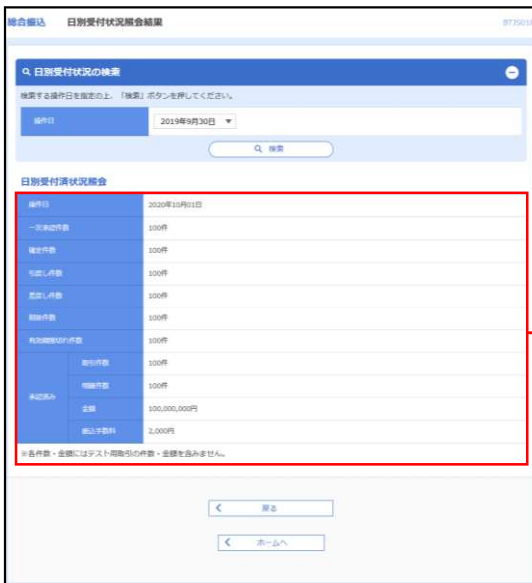 総合振込 日別受付状況照会結果
日別受付状況の検索
検索する操作日を指定の上、「検索」ボタンを押してください。
操作日 2019年9月30日
検索
日別受付済状況照会
操作日 2020年10月01日
一次承認件数 100件
確定件数 100件
引戻し件数 100件
差戻し件数 100件
削除件数 100件
有効期限切れ件数 100件
承認済み
取引件数 100件
明細件数 100件
金額 100,000,000円
振込手数料 2,000円
※各件数・金額にはテスト用取引の件数・金額を含みません。
戻る
ホームへ